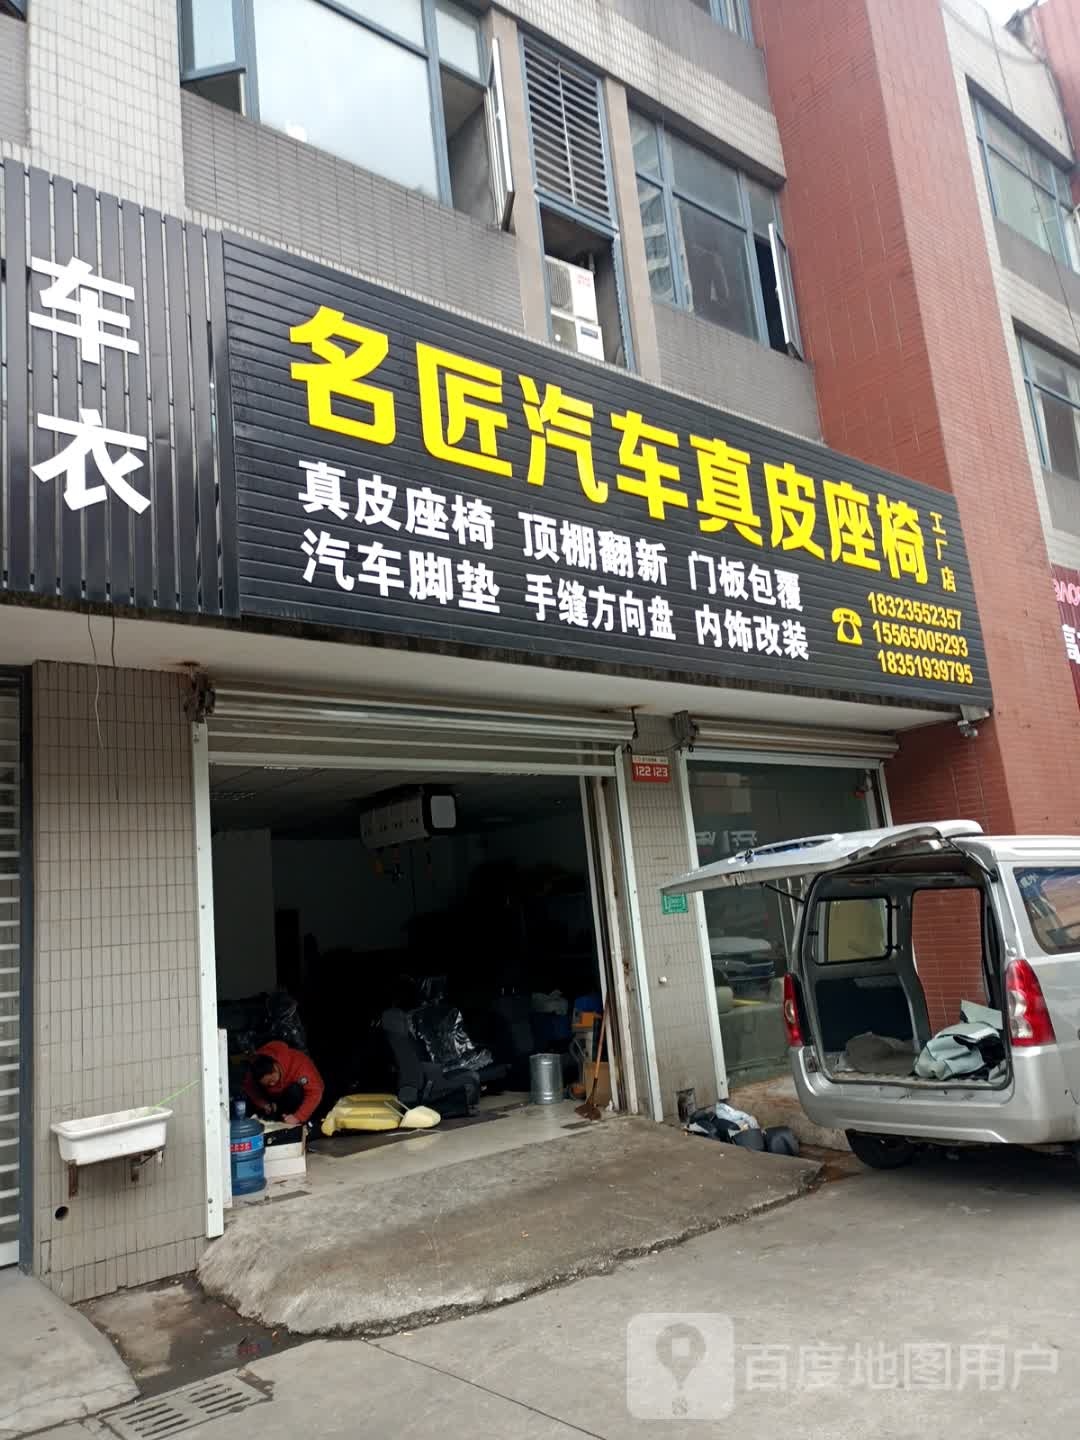 车衣
名匠汽车真皮座椅
工厂店
真皮座椅 顶棚翻新 门板包覆
汽车脚垫 手缝方向盘 内饰改装
18323552357
15565005293
18351939795
122123
百度地图用户